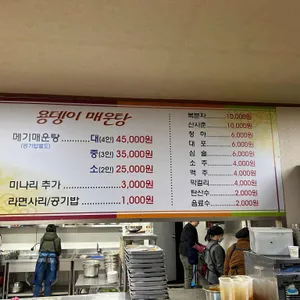 용뎅이 매운탕
메기매운탕 .......... 대(4인) 45,000원
(공기밥별도)
중(3인) 35,000원
소(2인) 25,000원
미나리 추가 .......... 3,000원
라면사리/공기밥 ....... 1,000원
복분자 ........ 10,000원
산사춘 ........ 10,000원
청 하 ........ 6,000원
대 포 ........ 6,000원
심 술 ........ 6,000원
소 주 ........ 4,000원
맥 주 ........ 4,000원
막걸리 ........ 4,000원
탄산수 ........ 2,000원
음료수 ........ 2,000원